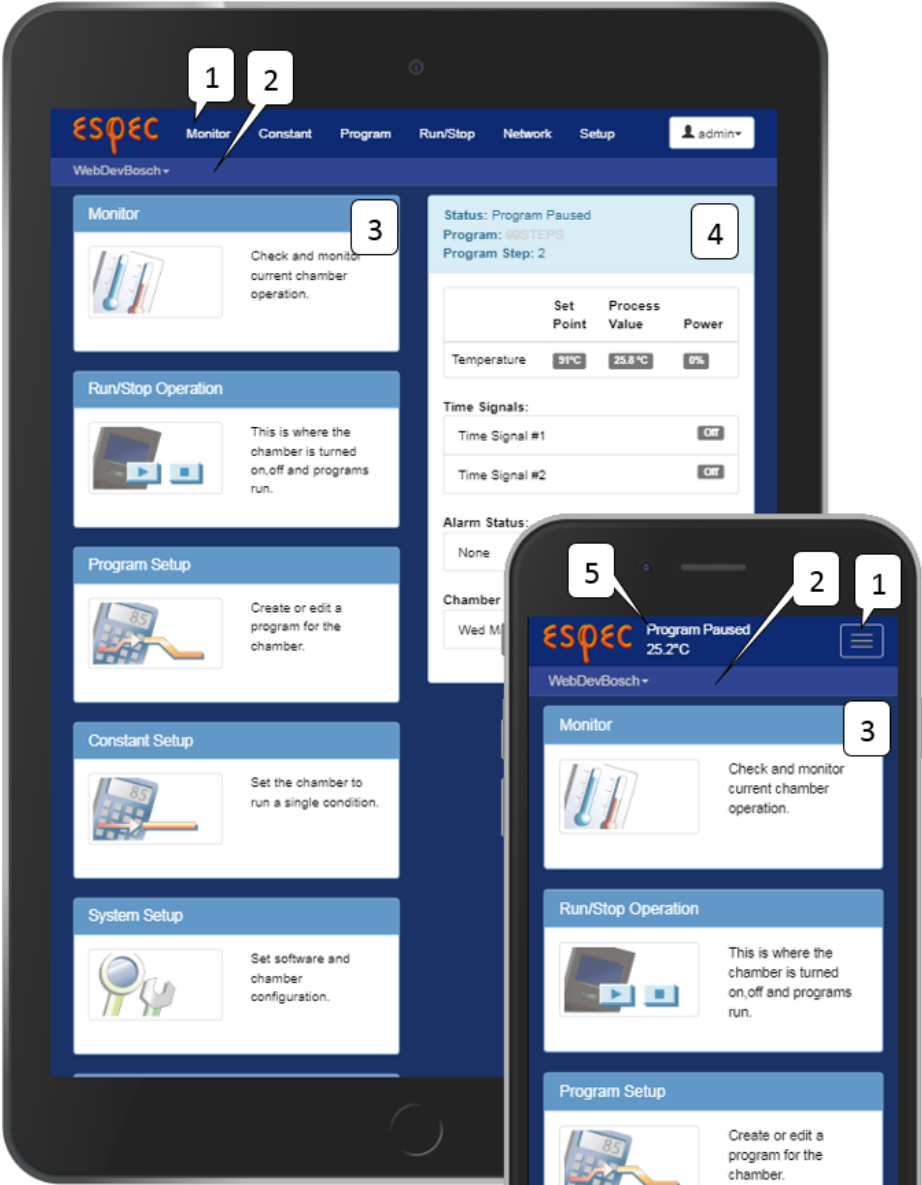 1
2
ESPEC Monitor Constant Program Run/Stop Network Setup admin
WebDevBosch
Monitor
3
Check and monitor
current chamber
operation.
Run/Stop Operation
This is where the
chamber is turned
on,off and programs
run.
Program Setup
85
Create or edit a
program for the
chamber.
Constant Setup
85
Set the chamber to
run a single condition.
System Setup
Set software and
chamber
configuration.
Status: Program Paused
Program: 99STEPS
Program Step: 2
4
Set
Point
Process
Value
Power
Temperature 91°C 25.8 °C 0%
Time Signals:
Time Signal #1 Off
Time Signal #2 Off
Alarm Status:
None
Chamber
Wed
5
2
1
ESPEC
Program Paused
25.2°C
WebDevBosch
Monitor
3
Check and monitor
current chamber
operation.
Run/Stop Operation
This is where the
chamber is turned
on,off and programs
run.
Program Setup
85
Create or edit a
program for the
chamber.